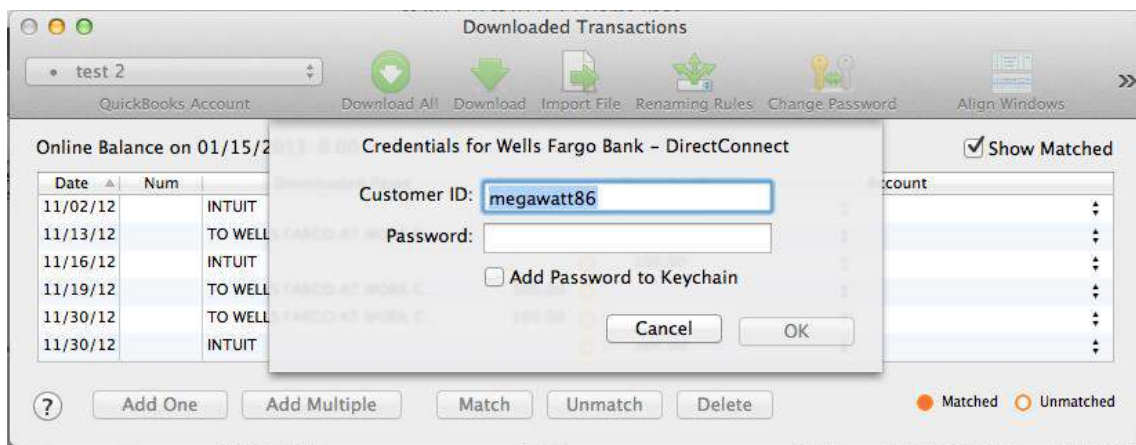 Downloaded Transactions
test 2
QuickBooks Account
Download All Download Import File Renaming Rules Change Password Align Windows
Online Balance on 01/15/2
Credentials for Wells Fargo Bank – DirectConnect
Show Matched
Date Num
ccount
Customer ID: megawatt86
Password:
Add Password to Keychain
Cancel OK
11/02/12 INTUIT
11/13/12 TO WELL
11/16/12 INTUIT
11/19/12 TO WELL
11/30/12 TO WELL
11/30/12 INTUIT
? Add One Add Multiple Match Unmatch Delete Matched Unmatched